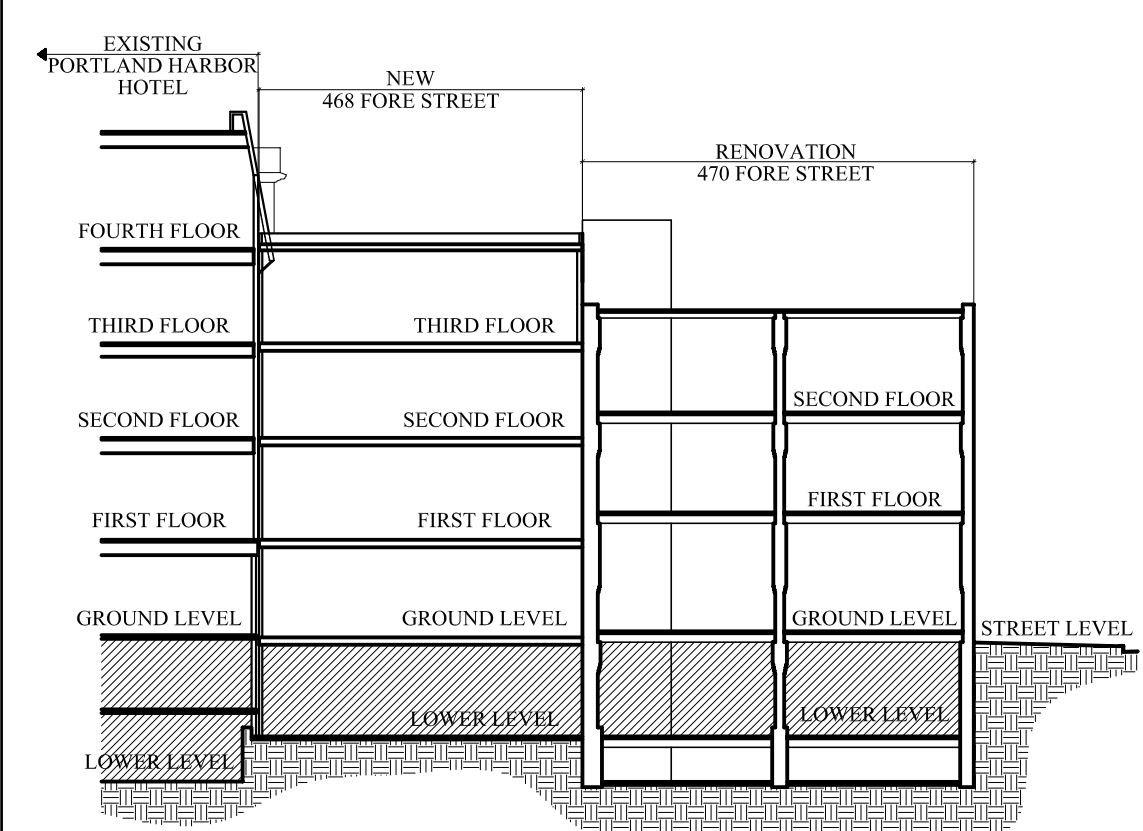 EXISTING
PORTLAND HARBOR
HOTEL
NEW
468 FORE STREET
RENOVATION
470 FORE STREET
FOURTH FLOOR
THIRD FLOOR
THIRD FLOOR
SECOND FLOOR
SECOND FLOOR
SECOND FLOOR
FIRST FLOOR
FIRST FLOOR
FIRST FLOOR
GROUND LEVEL
GROUND LEVEL
GROUND LEVEL
STREET LEVEL
LOWER LEVEL
LOWER LEVEL
LOWER LEVEL